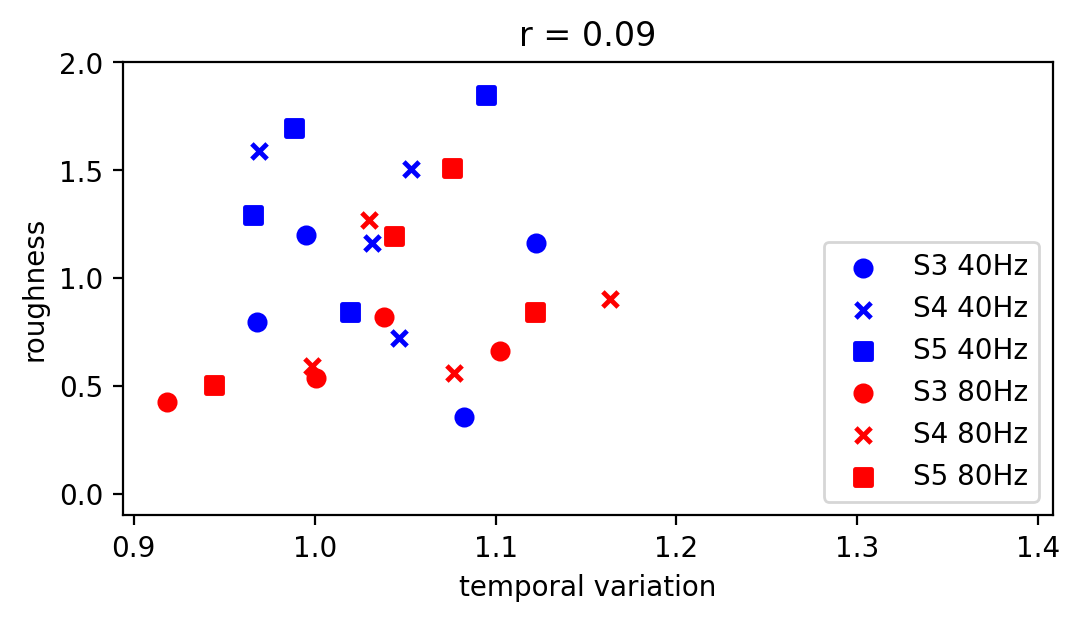 r = 0.09
2.0
1.5
1.0
0.5
0.0
roughness
S3 40Hz
S4 40Hz
S5 40Hz
S3 80Hz
S4 80Hz
S5 80Hz
0.9 1.0 1.1 1.2 1.3 1.4
temporal variation